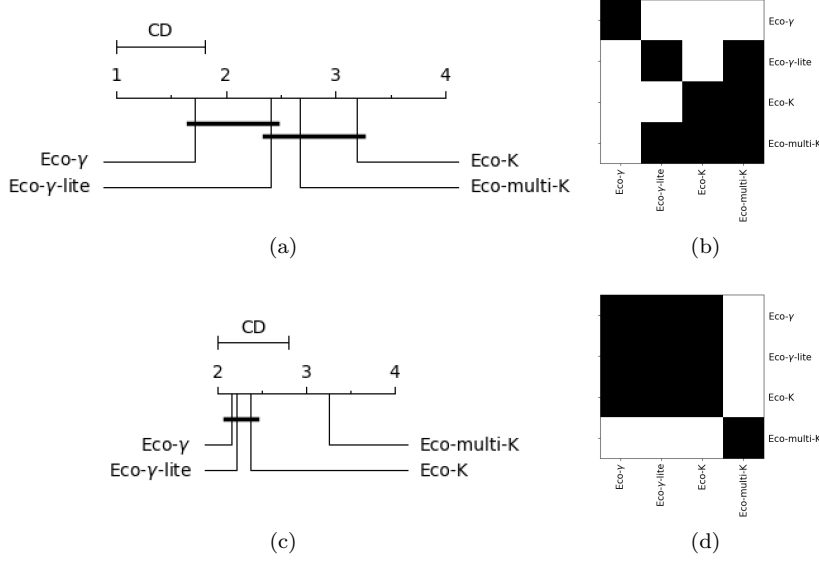 CD
1 2 3 4
Eco-γ
Eco-γ-lite
Eco-K
Eco-multi-K
(a)
Eco-γ
Eco-γ-lite
Eco-K
Eco-multi-K
Eco-γ
Eco-γ-lite
Eco-K
Eco-multi-K
(b)
CD
2 3 4
Eco-γ
Eco-γ-lite
Eco-multi-K
Eco-K
(c)
Eco-γ
Eco-γ-lite
Eco-K
Eco-multi-K
Eco-γ
Eco-γ-lite
Eco-K
Eco-multi-K
(d)